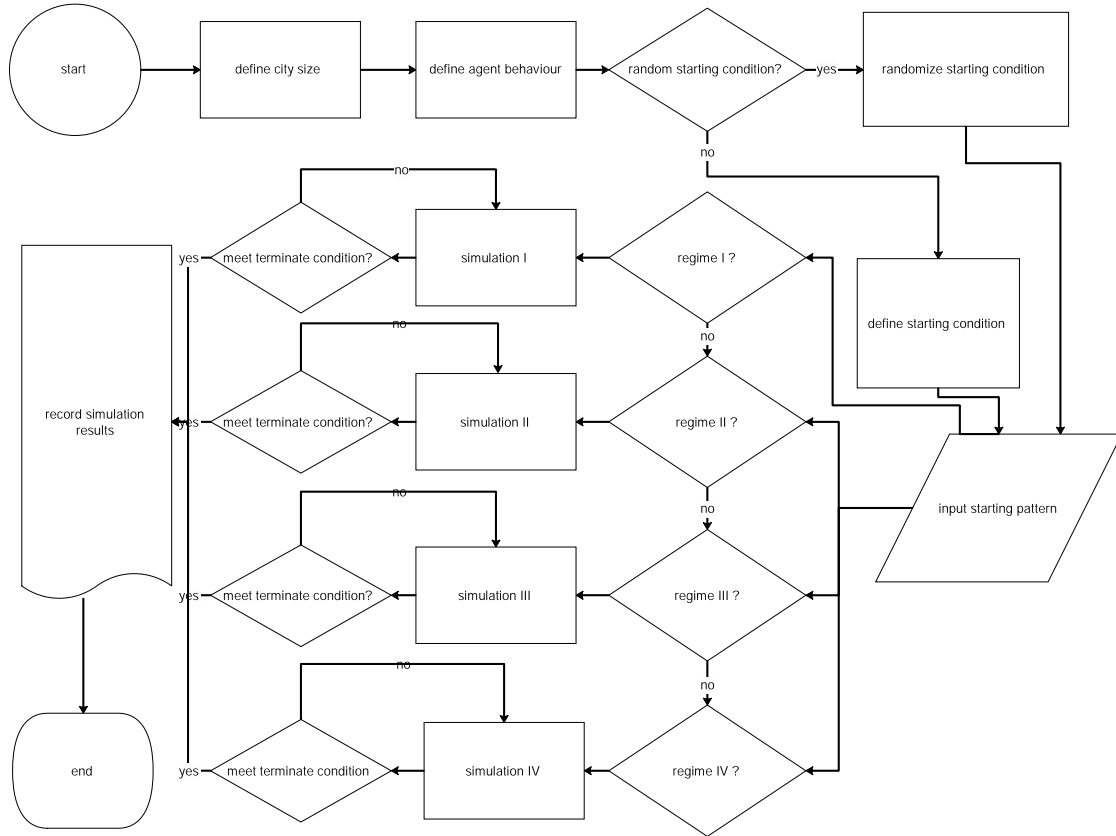 start
define city size
define agent behaviour
random starting condition?
yes
randomize starting condition
no
no
yes
meet terminate condition?
simulation I
regime I ?
define starting condition
no
no
record simulation
results
yes
meet terminate condition?
simulation II
regime II ?
no
no
input starting pattern
yes
meet terminate condition?
simulation III
regime III ?
no
no
end
yes
meet terminate condition
simulation IV
regime IV ?